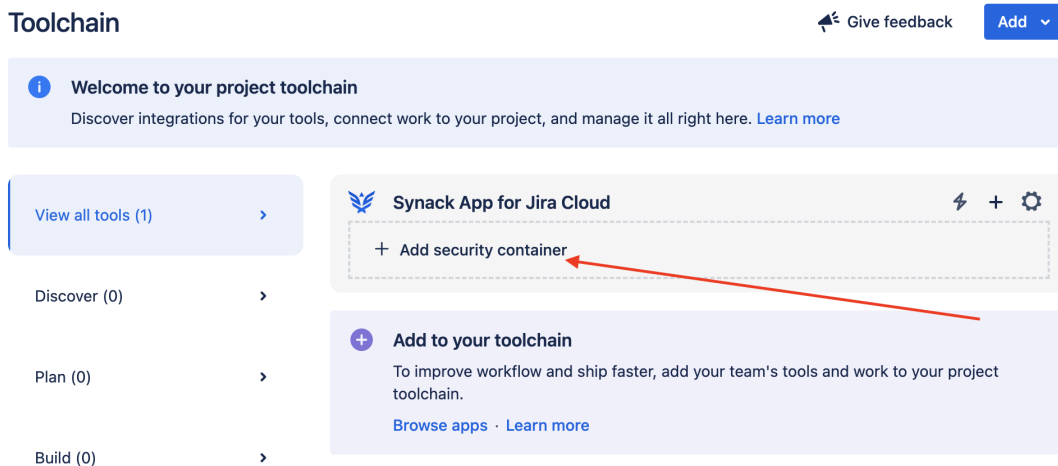 Toolchain
Give feedback
Add
Welcome to your project toolchain
Discover integrations for your tools, connect work to your project, and manage it all right here. Learn more
View all tools (1)
Discover (0)
Plan (0)
Build (0)
Synack App for Jira Cloud
+ Add security container
Add to your toolchain
To improve workflow and ship faster, add your team's tools and work to your project
toolchain.
Browse apps · Learn more